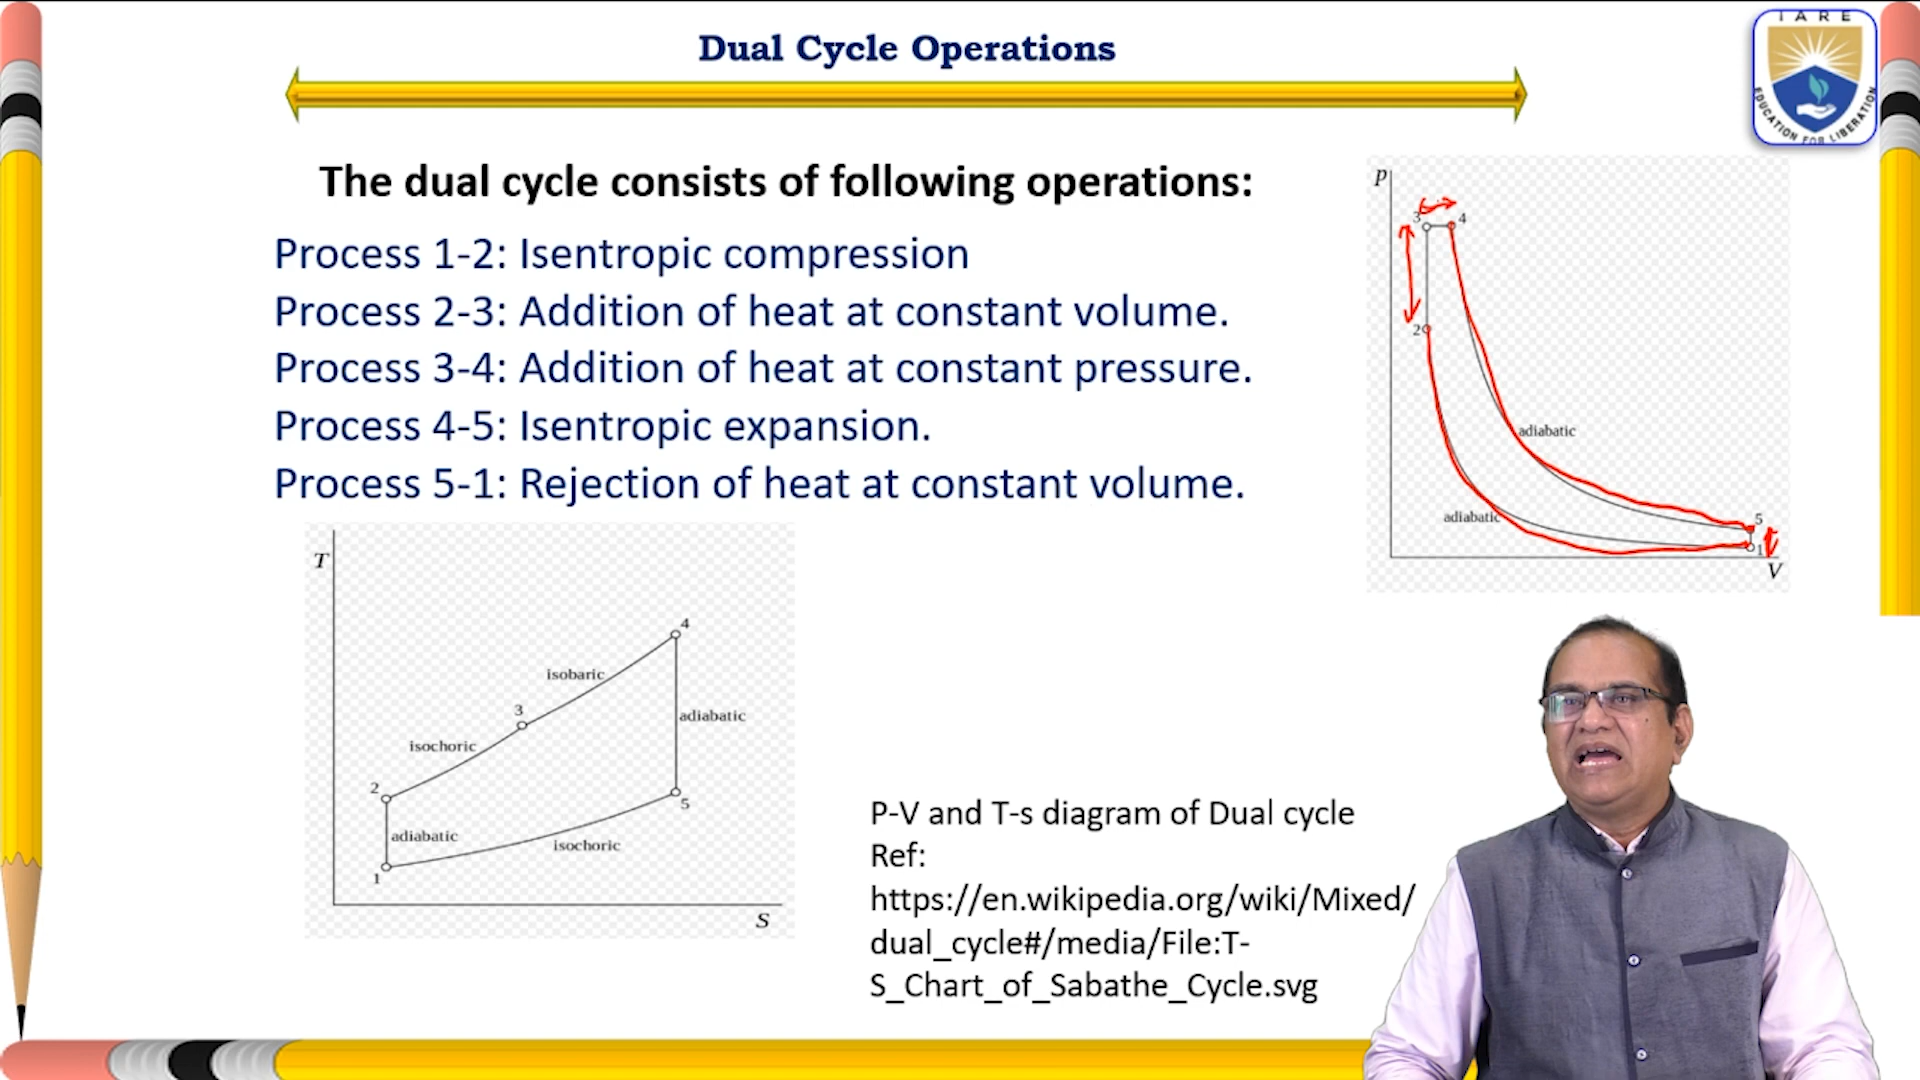 Dual Cycle Operations
IARE
EDUCATION FOR LIBERATION
The dual cycle consists of following operations:
Process 1-2: Isentropic compression
Process 2-3: Addition of heat at constant volume.
Process 3-4: Addition of heat at constant pressure.
Process 4-5: Isentropic expansion.
Process 5-1: Rejection of heat at constant volume.
p
3
4
2
adiabatic
adiabatic
5
1
V
T
4
isobaric
3
adiabatic
isochoric
2
5
adiabatic
isochoric
1
S
P-V and T-s diagram of Dual cycle
Ref:
https://en.wikipedia.org/wiki/Mixed/
dual_cycle#/media/File:T-
S_Chart_of_Sabathe_Cycle.svg